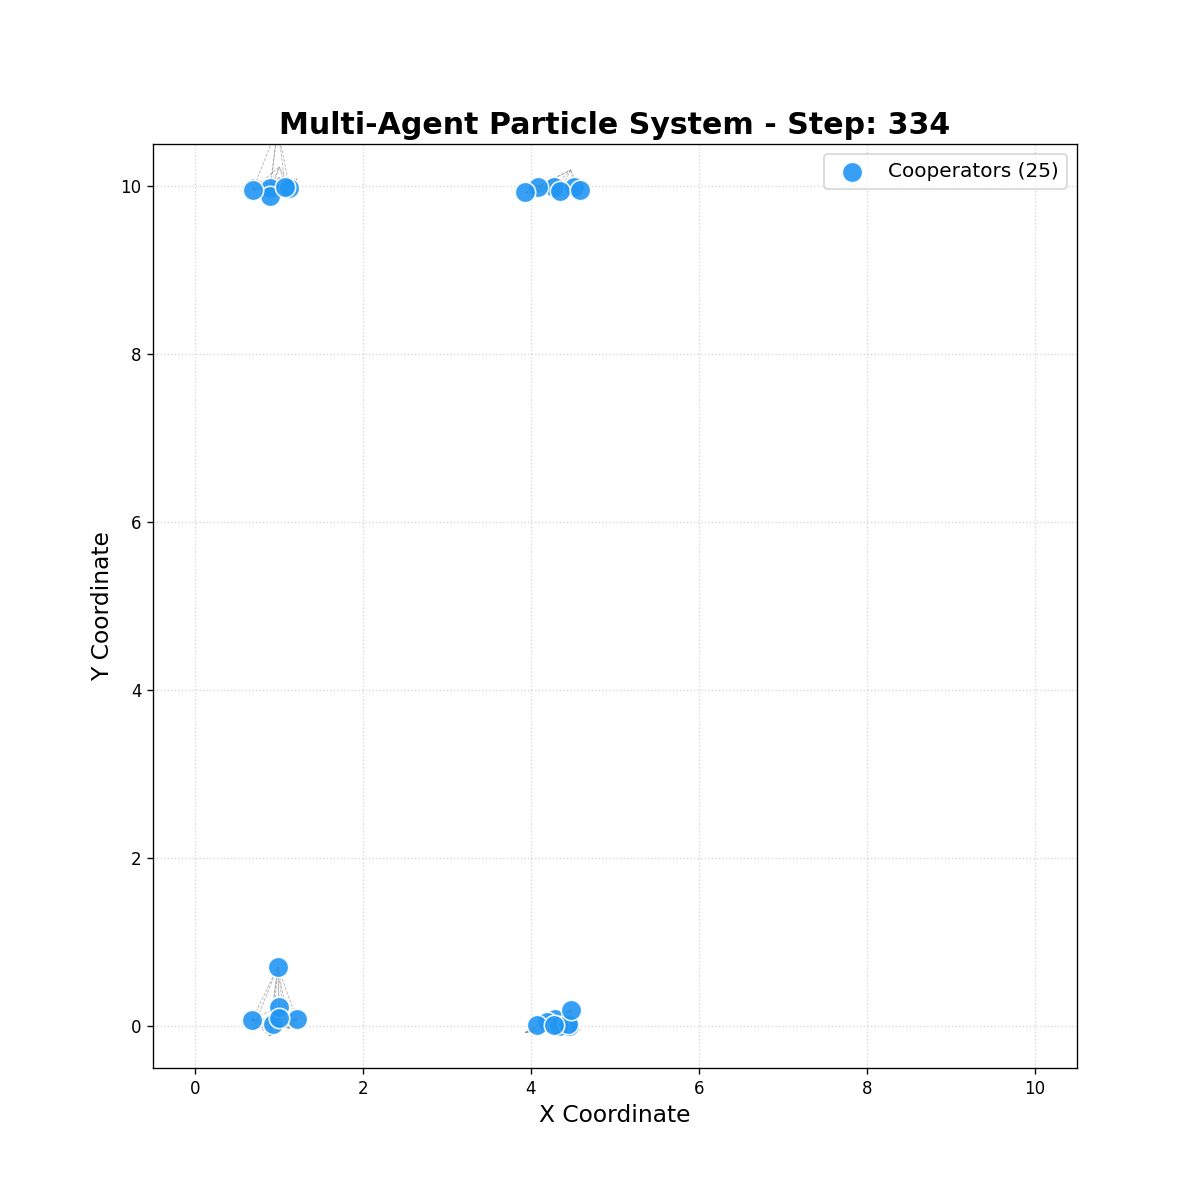 Multi-Agent Particle System - Step: 334
Cooperators (25)
10
8
6
4
2
0
Y Coordinate
0 2 4 6 8 10
X Coordinate